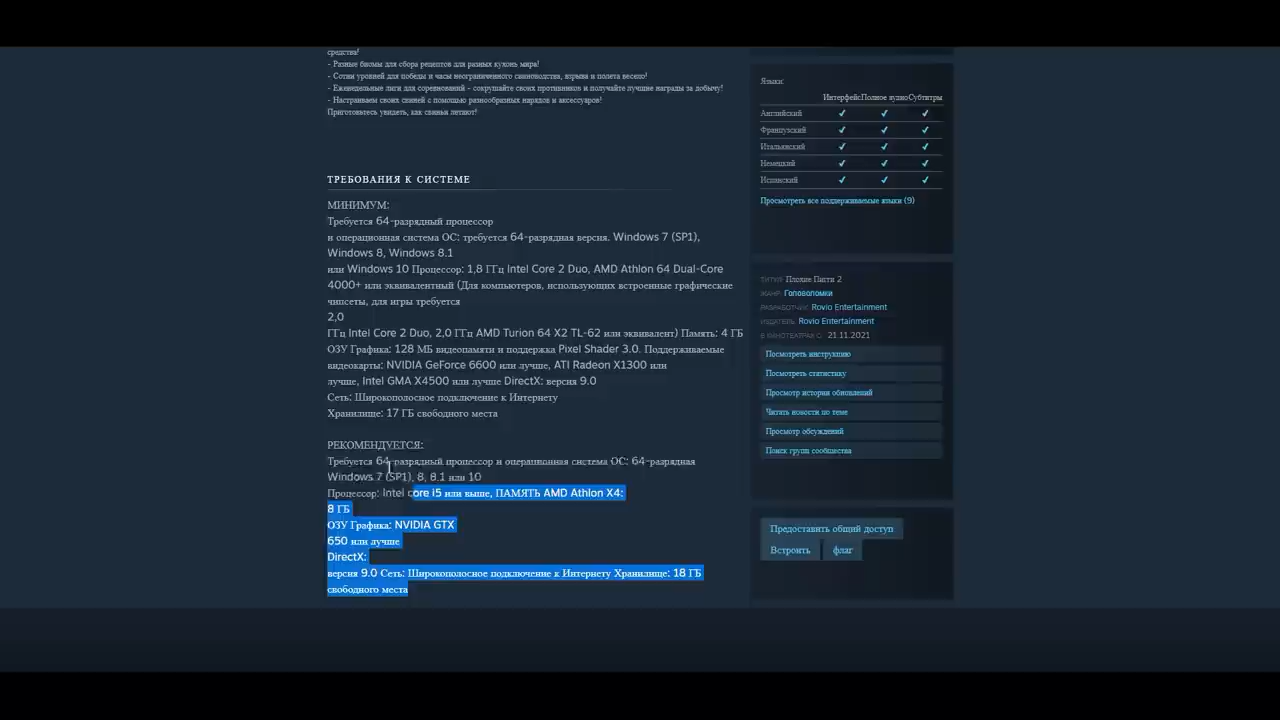 средства!
- Разные биомы для сбора рецептов для разных кухонь мира!
- Сотни уровней для победы и часы неограниченного самиоводства, взрыва и полета весело!
- Еженедельные лиги для соревнований - сокрушайте своих противников и получайте лучшие награды за добычу!
- Настраиваем своих свиней с помощью разнообразных нарядов и аксессуаров!
Приготовьтесь увидеть, как свиньи летают!
ТРЕБОВАНИЯ К СИСТЕМЕ
МИНИМУМ:
Требуется 64-разрядный процессор
и операционная система ОС: требуется 64-разрядная версия. Windows 7 (SP1),
Windows 8, Windows 8.1
или Windows 10 Процессор: 1,8 ГГц Intel Core 2 Duo, AMD Athlon 64 Dual-Core
4000+ или эквивалентный (Для компьютеров, использующих встроенные графические
чипсеты, для игры требуется
2,0
ГГц Intel Core 2 Duo, 2,0 ГГц AMD Turion 64 X2 TL-62 или эквивалент) Память: 4 ГБ
ОЗУ Графика: 128 МБ видеопамяти и поддержка Pixel Shader 3.0. Поддерживаемые
видеокарты: NVIDIA GeForce 6600 или лучше, ATI Radeon X1300 или
лучше, Intel GMA X4500 или лучше DirectX: версия 9.0
Сеть: Широкополосное подключение к Интернету
Хранилище: 17 ГБ свободного места
РЕКОМЕНДУЕТСЯ:
Требуется 64-разрядный процессор и операционная система ОС: 64-разрядная
Windows 7 (SP1), 8, 8.1 или 10
Процессор: Intel core i5 или выше, ПАМЯТЬ AMD Athlon X4:
8 ГБ
ОЗУ Графика: NVIDIA GTX
650 или лучше
DirectX:
версия 9.0 Сеть: Широкополосное подключение к Интернету Хранилище: 18 ГБ
свободного места
Языки:
ИнтерфейсПолное аудиоСубтитры
Английский ✔ ✔ ✔
Французский ✔ ✔ ✔
Итальянский ✔ ✔ ✔
Немецкий ✔ ✔ ✔
Испанский ✔ ✔ ✔
Просмотреть все поддерживаемые языки (9)
ТИТУЛ: Плохие Пигги 2
ЖАНР: Головоломки
РАЗРАБОТЧИК: Rovio Entertainment
ИЗДАТЕЛЬ: Rovio Entertainment
В КИНОТЕАТРАХ С: 21.11.2021
Посмотреть инструкцию
Посмотреть статистику
Просмотр истории обновлений
Читать новости по теме
Просмотр обсуждений
Поиск групп сообщества
Предоставить общий доступ
Встроить флаг